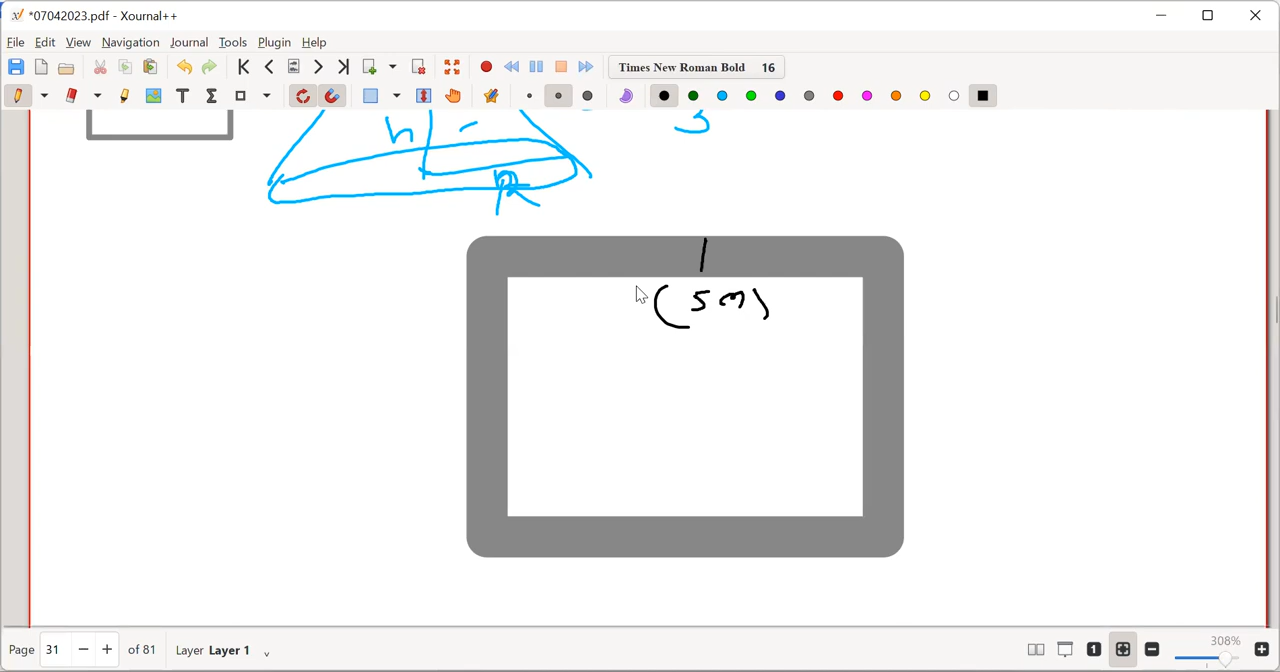 *07042023.pdf - Xournal++
File Edit View Navigation Journal Tools Plugin Help
Times New Roman Bold 16
T Σ
h
R
3
(5m)
Page 31 of 81 Layer Layer 1
1
308%